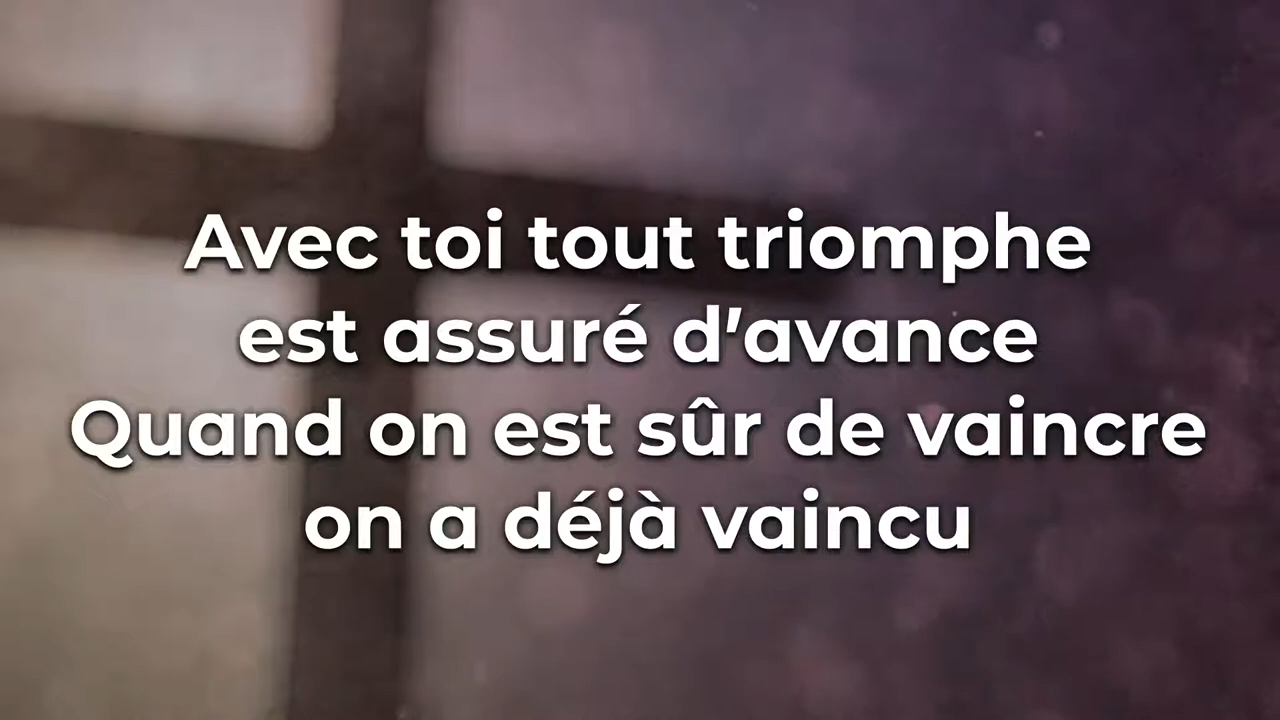 Avec toi tout triomphe
est assuré d'avance
Quand on est sûr de vaincre
on a déjà vaincu